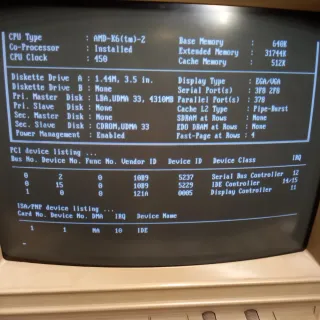 CPU Type : AMD-K6(tm)-2 Base Memory : 640K
Co-Processor : Installed Extended Memory : 31744K
CPU Clock : 450 Cache Memory : 512K
Diskette Drive A : 1.44M, 3.5 in. Display Type : EGA/VGA
Diskette Drive B : None Serial Port(s) : 3F8 2F8
Pri. Master Disk : LBA,UDMA 33, 4310MB Parallel Port(s) : 378
Pri. Slave Disk : None Cache L2 Type : Pipe-Burst
Sec. Master Disk : None SDRAM at Rows : None
Sec. Slave Disk : CDROM,UDMA 33 EDO DRAM at Rows : None
Power Management : Enabled Fast-Page at Rows : 4
PCI device listing ...
Bus No. Device No. Func No. Vendor ID Device ID Device Class IRQ
0 2 0 10B9 5237 Serial Bus Controller 12
0 15 0 10B9 5229 IDE Controller 14/15
1 0 0 121A 0005 Display Controller 11
ISA/PNP device listing ...
Card No. Device No. DMA IRQ Device Name
1 1 NA 10 IDE